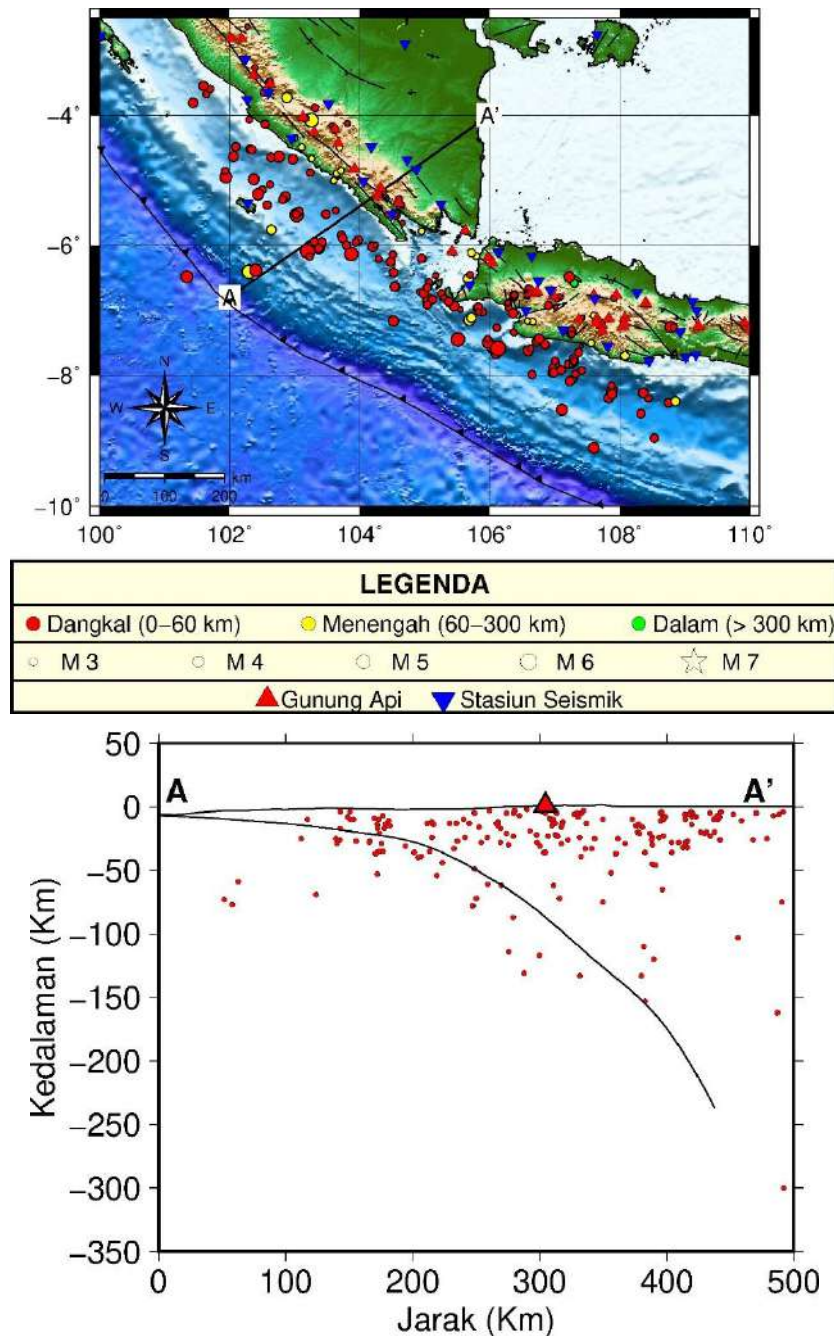 −4˚
−6˚
−8˚
−10˚
A'
A
N
W E
S
km
0 100 200
100˚ 102˚ 104˚ 106˚ 108˚ 110˚
LEGENDA
Dangkal (0−60 km) Menengah (60−300 km) Dalam (> 300 km)
M 3 M 4 M 5 M 6 M 7
Gunung Api Stasiun Seismik
50
A A'
0
−50
−100
−150
−200
−250
−300
−350
Kedalaman (Km)
0 100 200 300 400 500
Jarak (Km)